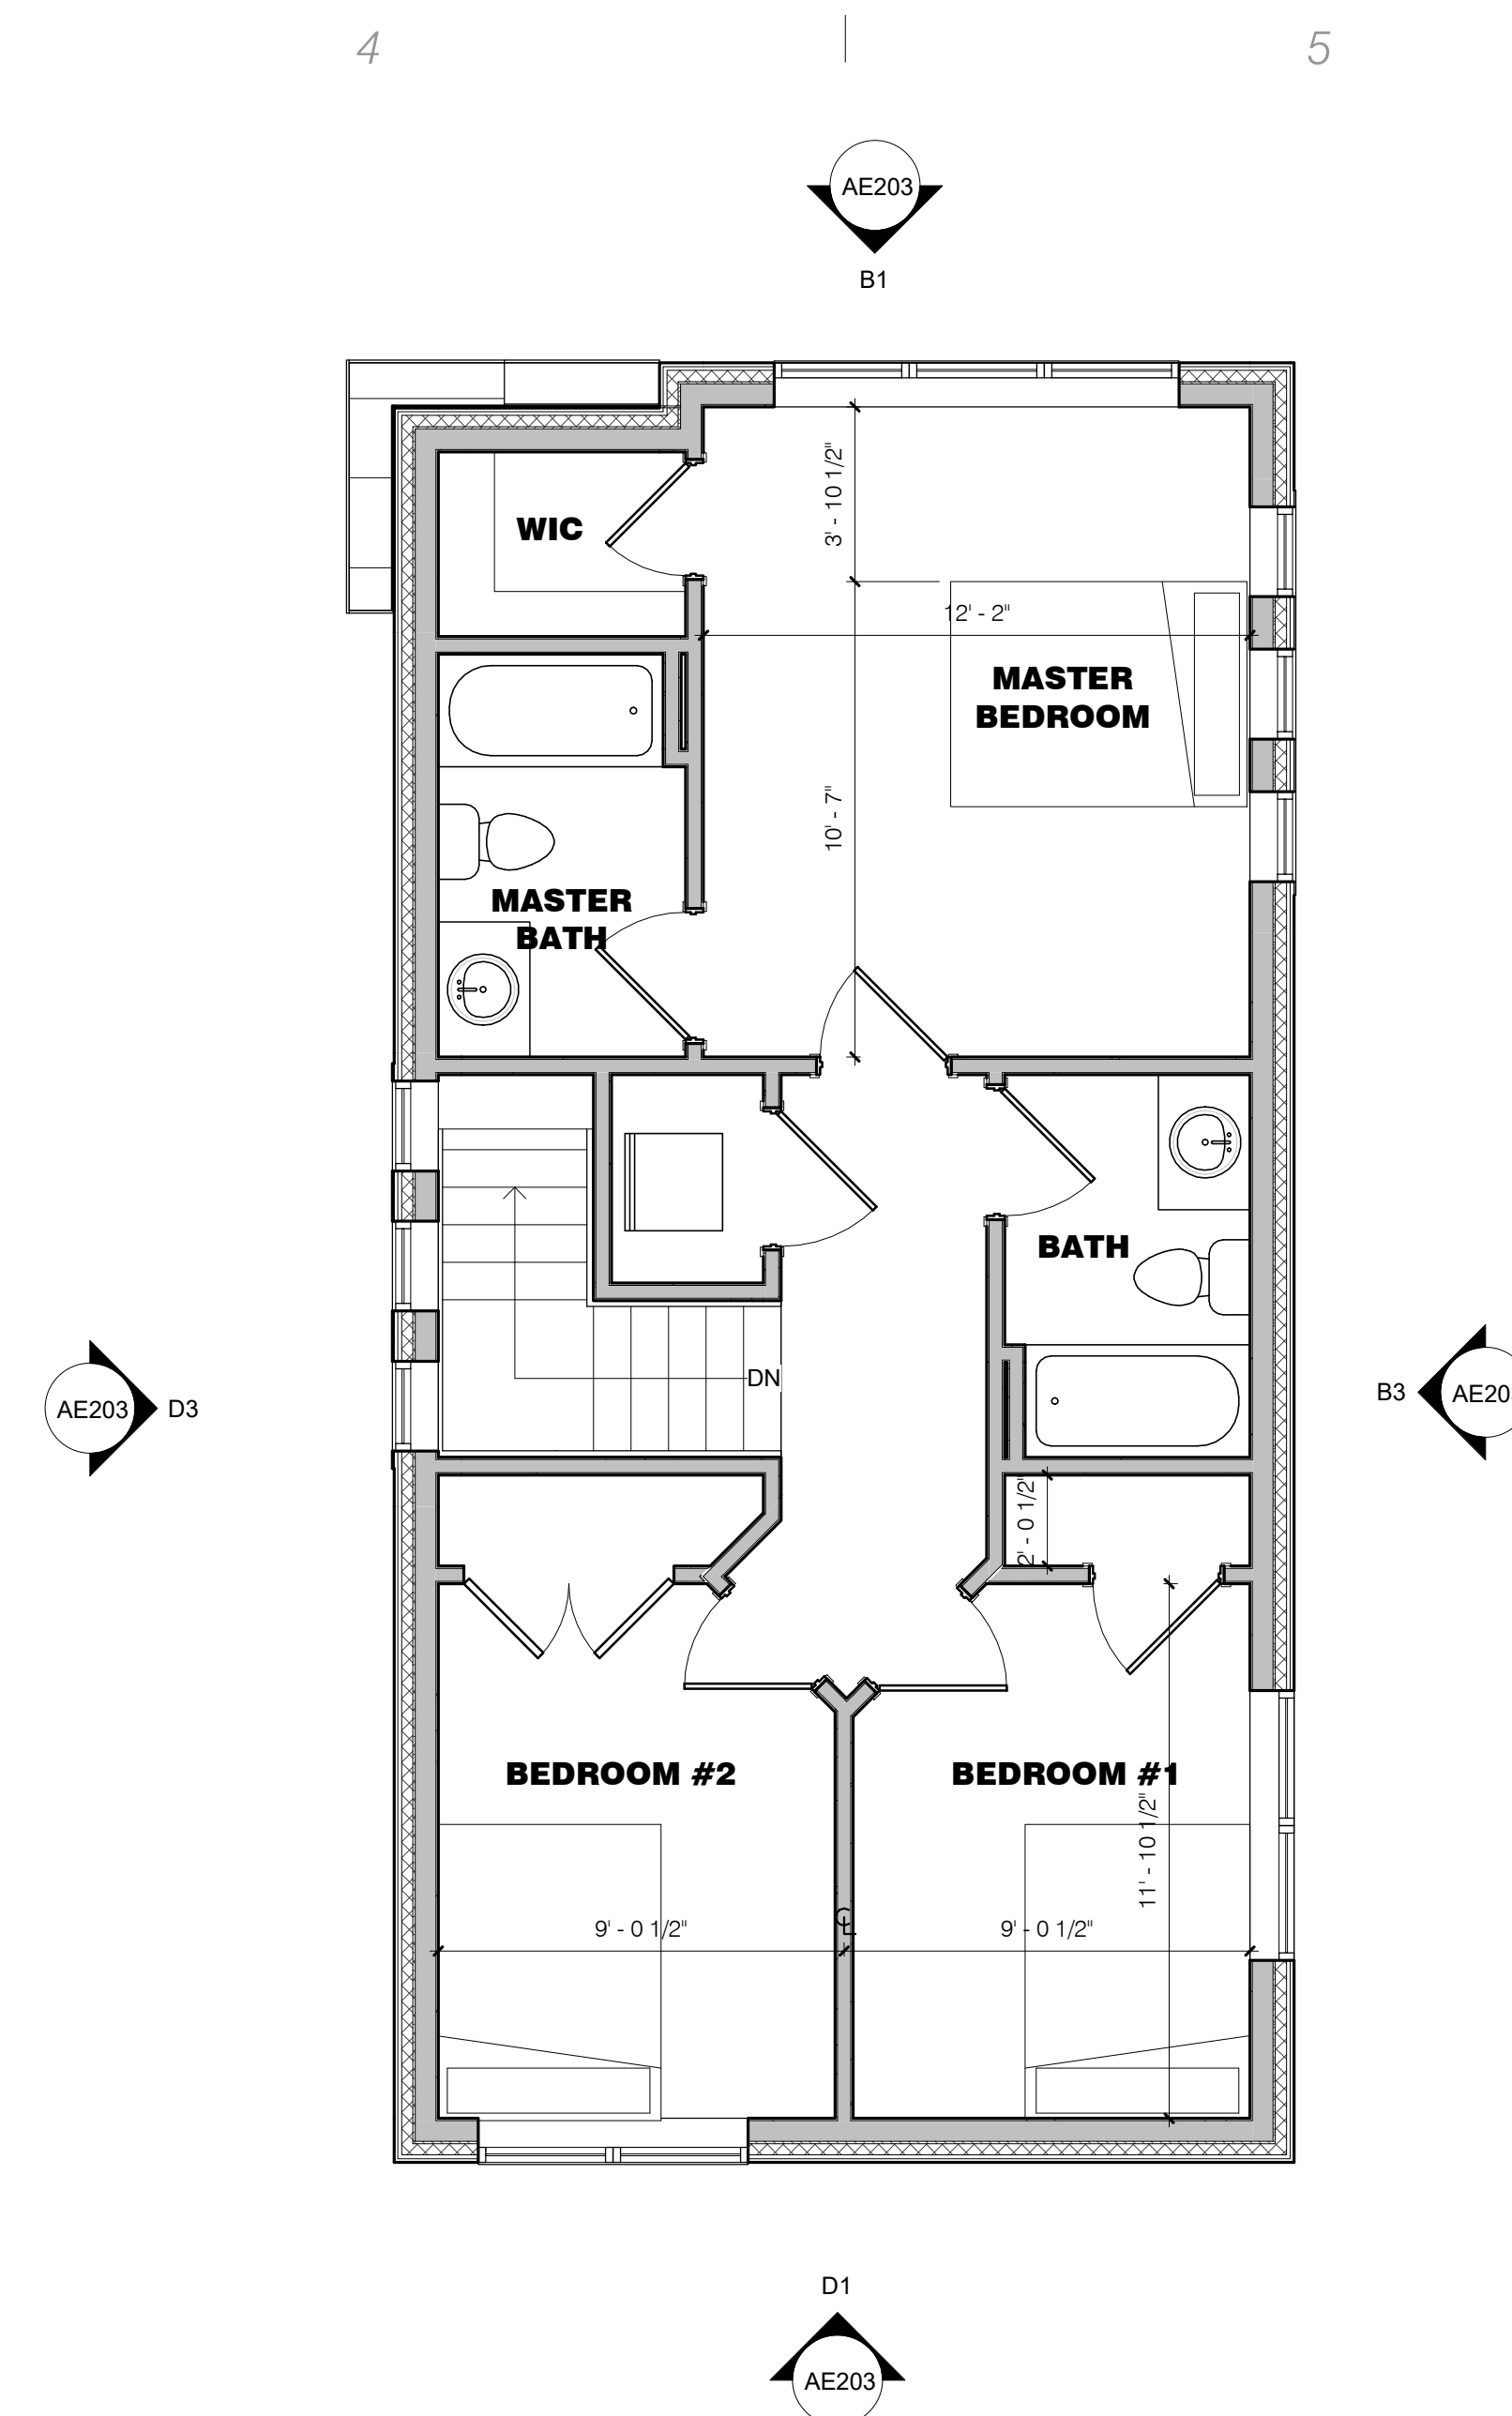 4
5
AE203
B1
3' - 10 1/2"
WIC
12' - 2"
MASTER
BEDROOM
10' - 7"
MASTER
BATH
BATH
DN
AE203
D3
B3
AE20
2' - 0 1/2"
BEDROOM #2
BEDROOM #1
11' - 10 1/2"
9' - 0 1/2"
℄
9' - 0 1/2"
D1
AE203